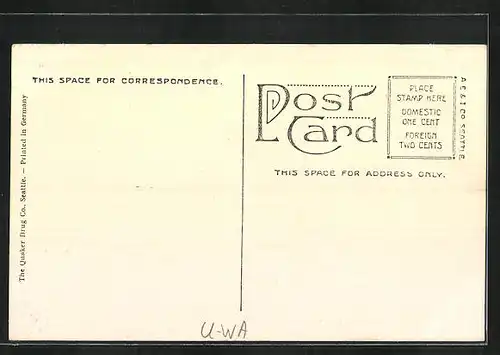 THIS SPACE FOR CORRESPONDENCE.
The Quaker Drug Co., Seattle. — Printed in Germany
Post
Card
PLACE
STAMP HERE
DOMESTIC
ONE CENT
FOREIGN
TWO CENTS
THIS SPACE FOR ADDRESS ONLY.
U-WA